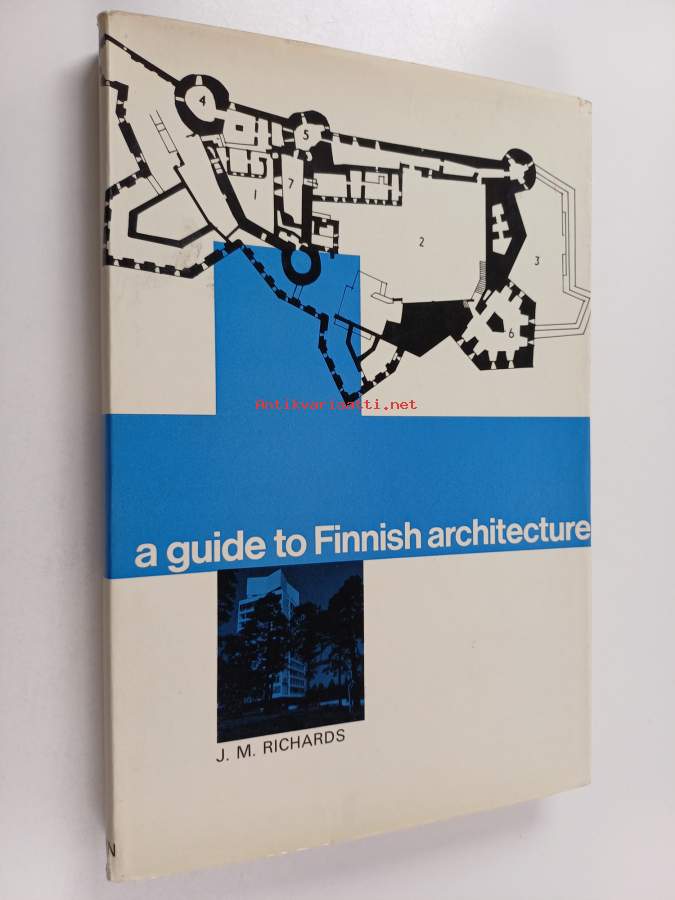 4
5
1
7
2
3
6
Antikvariaatti.net
a guide to Finnish architecture
J. M. RICHARDS
N